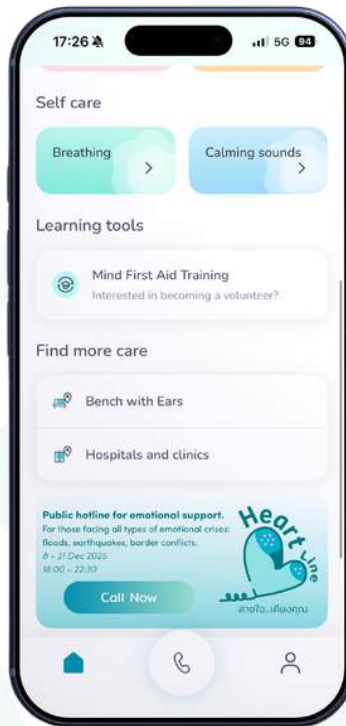 17:26
5G 94
Self care
Breathing
Calming sounds
Learning tools
Mind First Aid Training
Interested in becoming a volunteer?
Find more care
Bench with Ears
Hospitals and clinics
Public hotline for emotional support.
For those facing all types of emotional crises:
floods, earthquakes, border conflicts.
8 - 21 Dec 2025
18:00 - 22:30
Call Now
Heart Line
สายใจ..เคียงคุณ